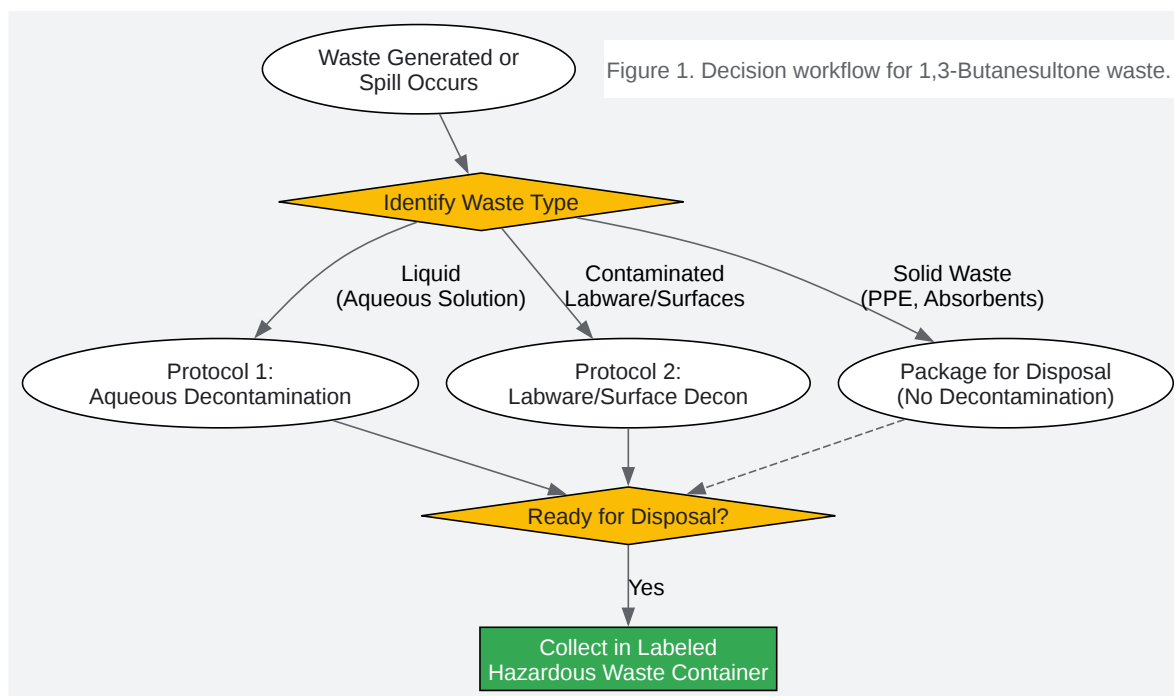 Waste Generated or
Spill Occurs
Figure 1. Decision workflow for 1,3-Butanesultone waste.
Identify Waste Type
Liquid
(Aqueous Solution)
Contaminated
Labware/Surfaces
Solid Waste
(PPE, Absorbents)
Protocol 1:
Aqueous Decontamination
Protocol 2:
Labware/Surface Decon
Package for Disposal
(No Decontamination)
Ready for Disposal?
Yes
Collect in Labeled
Hazardous Waste Container